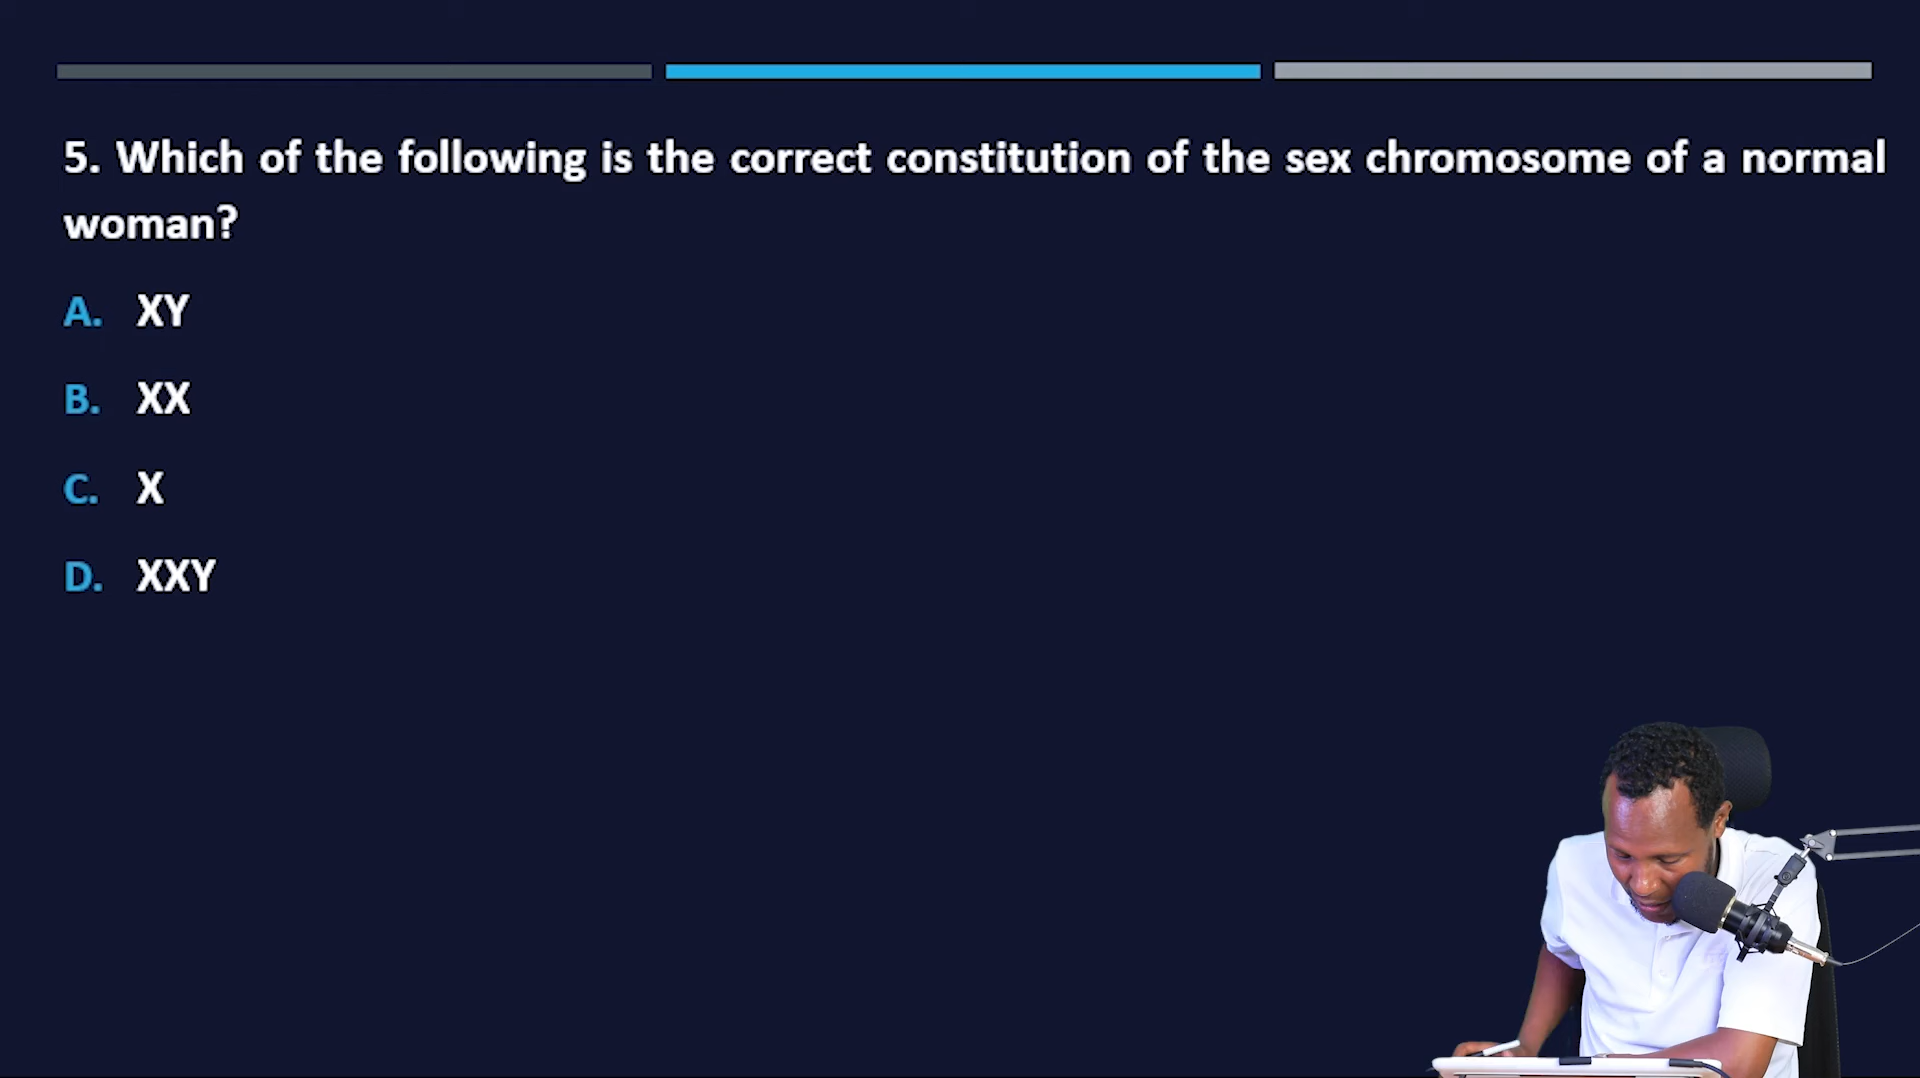 5. Which of the following is the correct constitution of the sex chromosome of a normal
woman?
A. XY
B. XX
C. X
D. XXY